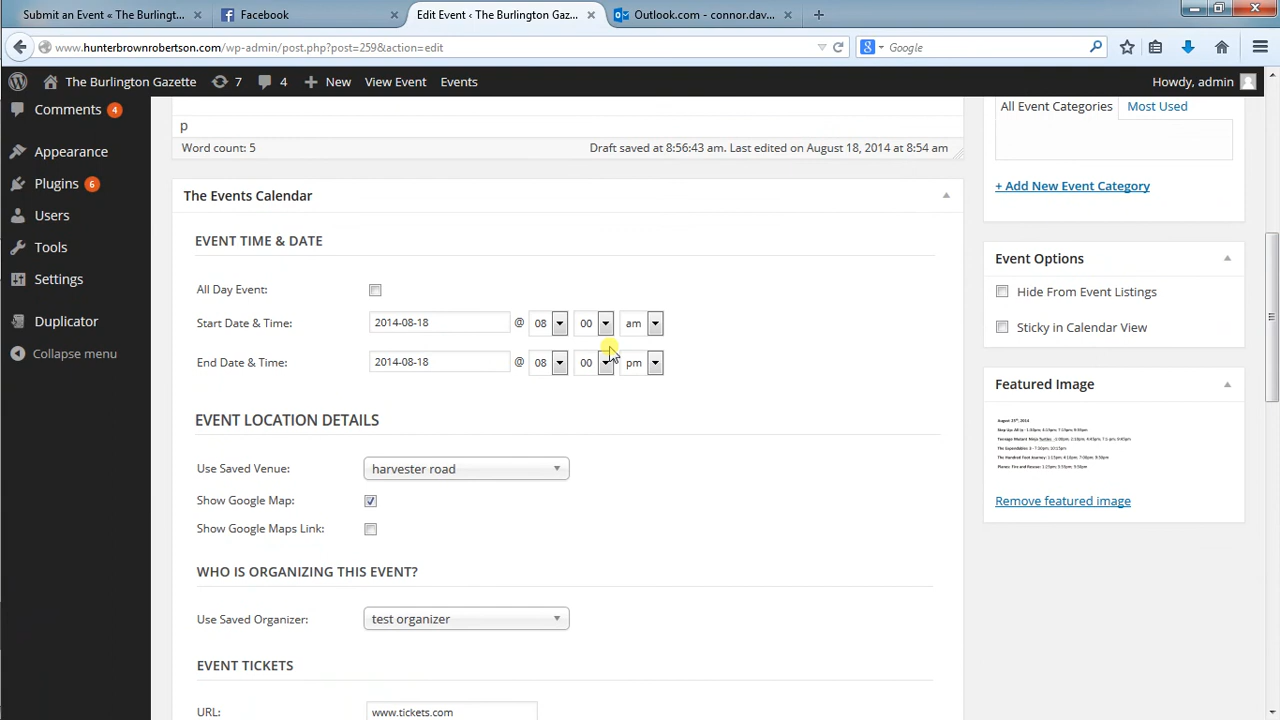 Submit an Event « The Burlingt...
Facebook
Edit Event ‹ The Burlington Gaz...
Outlook.com - connor.dav...
www.hunterbrownrobertson.com/wp-admin/post.php?post=259&action=edit
Google
The Burlington Gazette
7
4
New
View Event
Events
Howdy, admin
Comments 4
Appearance
Plugins 6
Users
Tools
Settings
Duplicator
Collapse menu
p
Word count: 5
Draft saved at 8:56:43 am. Last edited on August 18, 2014 at 8:54 am
The Events Calendar
EVENT TIME & DATE
All Day Event:
Start Date & Time: 2014-08-18 @ 08 00 am
End Date & Time: 2014-08-18 @ 08 00 pm
EVENT LOCATION DETAILS
Use Saved Venue: harvester road
Show Google Map:
Show Google Maps Link:
WHO IS ORGANIZING THIS EVENT?
Use Saved Organizer: test organizer
EVENT TICKETS
URL: www.tickets.com
All Event Categories
Most Used
+ Add New Event Category
Event Options
Hide From Event Listings
Sticky in Calendar View
Featured Image
Remove featured image